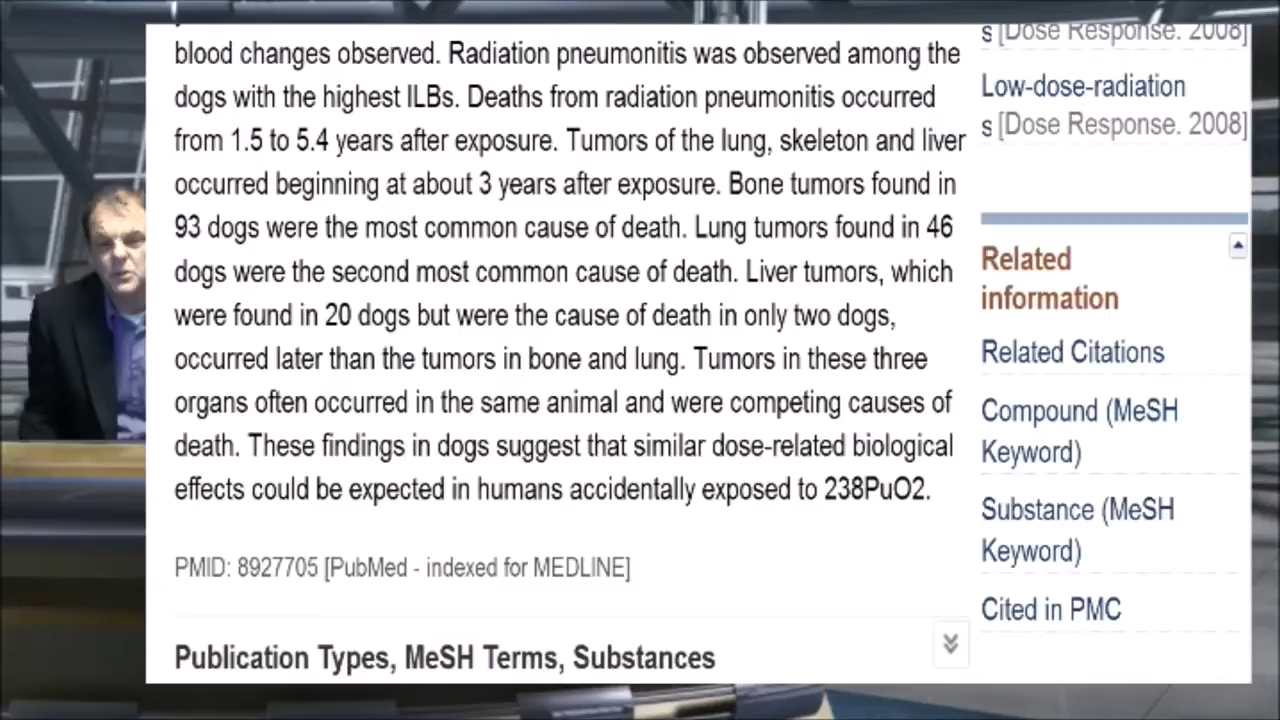 blood changes observed. Radiation pneumonitis was observed among the
dogs with the highest ILBs. Deaths from radiation pneumonitis occurred
from 1.5 to 5.4 years after exposure. Tumors of the lung, skeleton and liver
occurred beginning at about 3 years after exposure. Bone tumors found in
93 dogs were the most common cause of death. Lung tumors found in 46
dogs were the second most common cause of death. Liver tumors, which
were found in 20 dogs but were the cause of death in only two dogs,
occurred later than the tumors in bone and lung. Tumors in these three
organs often occurred in the same animal and were competing causes of
death. These findings in dogs suggest that similar dose-related biological
effects could be expected in humans accidentally exposed to 238PuO2.
PMID: 8927705 [PubMed - indexed for MEDLINE]
Publication Types, MeSH Terms, Substances
s [Dose Response. 2008]
Low-dose-radiation
s [Dose Response. 2008]
Related
information
Related Citations
Compound (MeSH
Keyword)
Substance (MeSH
Keyword)
Cited in PMC